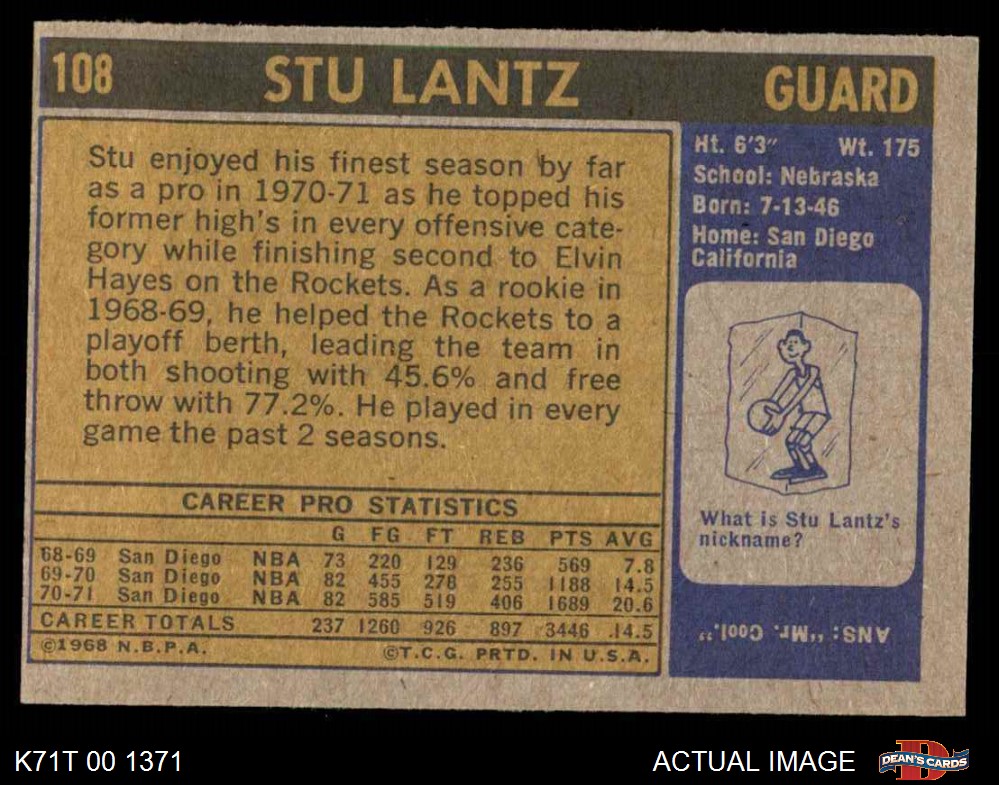 108 STU LANTZ GUARD
Stu enjoyed his finest season by far
as a pro in 1970-71 as he topped his
former high's in every offensive cate-
gory while finishing second to Elvin
Hayes on the Rockets. As a rookie in
1968-69, he helped the Rockets to a
playoff berth, leading the team in
both shooting with 45.6% and free
throw with 77.2%. He played in every
game the past 2 seasons.
CAREER PRO STATISTICS
G FG FT REB PTS AVG
68-69 San Diego NBA 73 220 129 236 569 7.8
69-70 San Diego NBA 82 455 278 255 1188 14.5
70-71 San Diego NBA 82 585 519 406 1689 20.6
CAREER TOTALS 237 1260 926 897 3446 14.5
©1968 N.B.P.A. ©T.C.G. PRTD. IN U.S.A.
Ht. 6'3" Wt. 175
School: Nebraska
Born: 7-13-46
Home: San Diego
California
What is Stu Lantz's
nickname?
ANS: "Mr. Cool."
K71T 00 1371 ACTUAL IMAGE DEAN'S CARDS